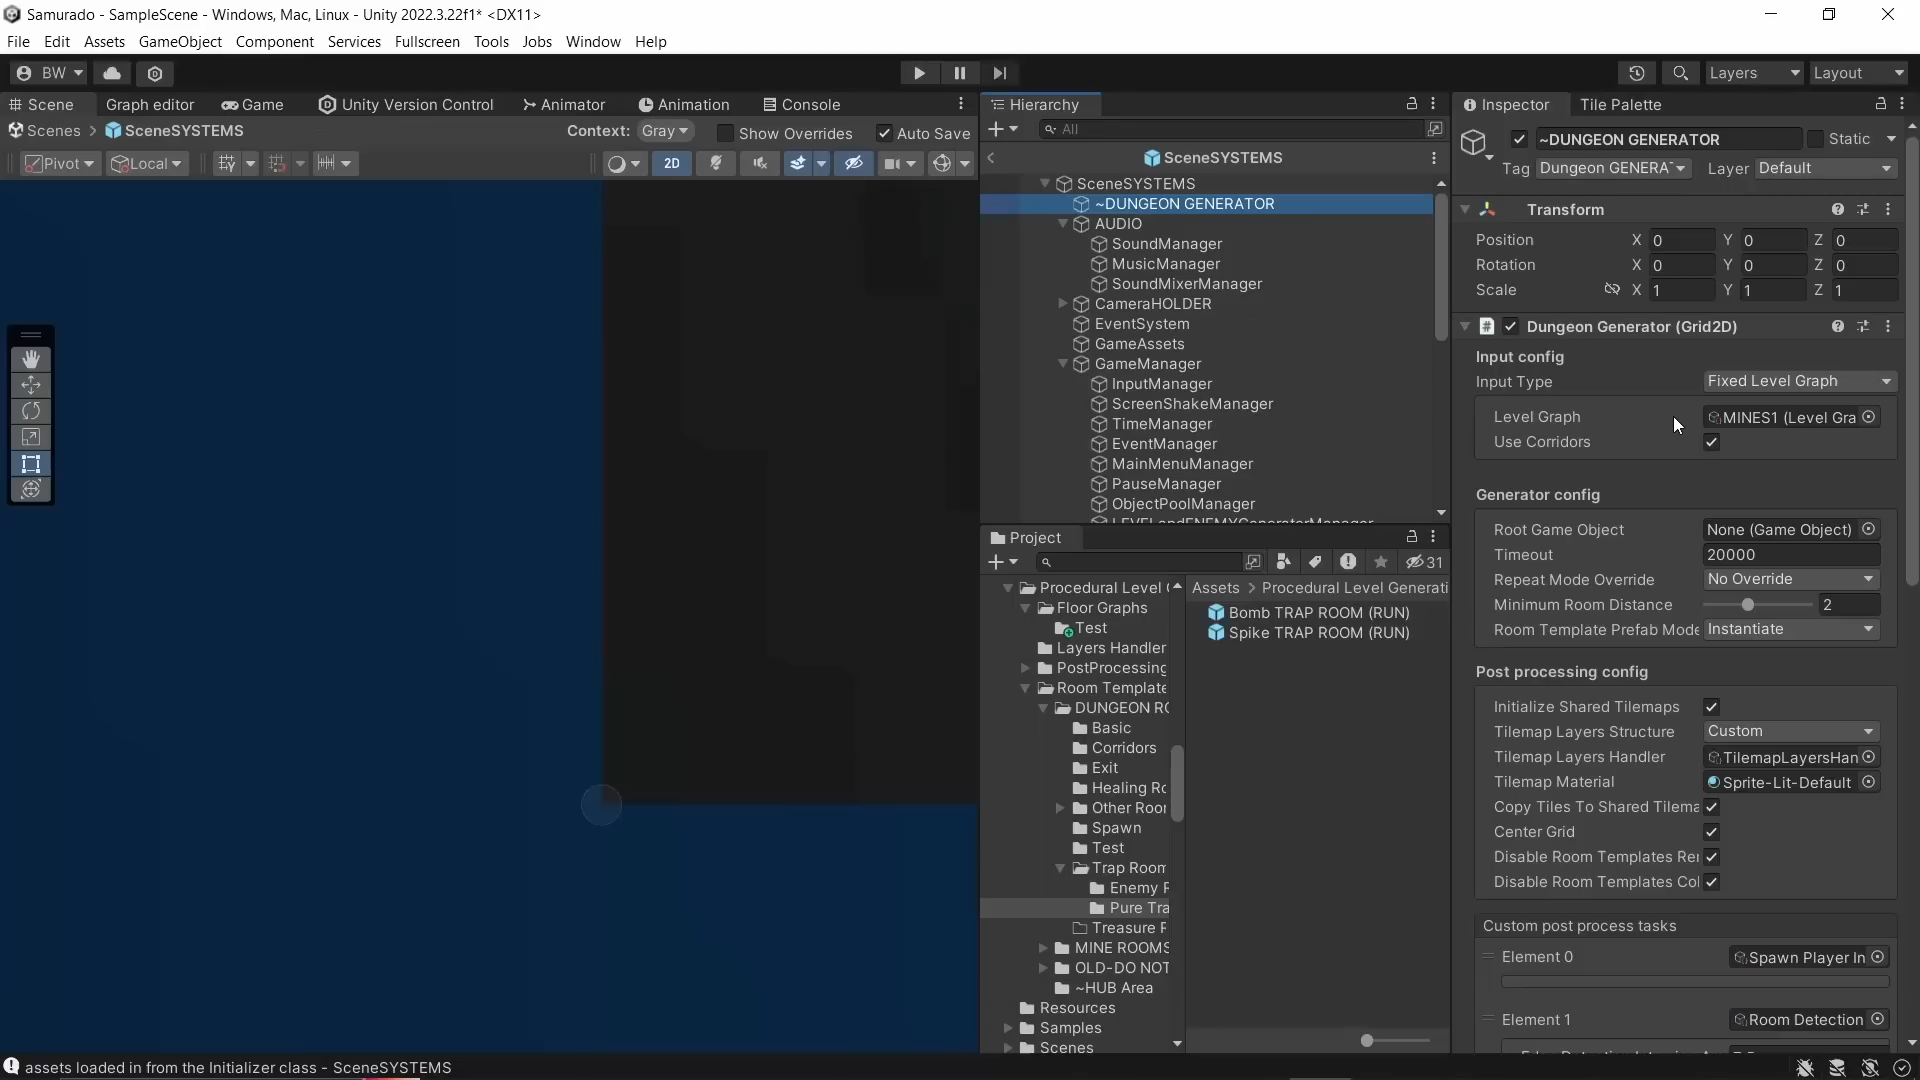 Samurado - SampleScene - Windows, Mac, Linux - Unity 2022.3.22f1* <DX11>
File Edit Assets GameObject Component Services Fullscreen Tools Jobs Window Help
BW Layers Layout
Scene Graph editor Game Unity Version Control Animator Animation Console
Scenes > SceneSYSTEMS Context: Gray Show Overrides Auto Save
Pivot Local 2D
Hierarchy
All
SceneSYSTEMS
SceneSYSTEMS
~DUNGEON GENERATOR
AUDIO
SoundManager
MusicManager
SoundMixerManager
CameraHOLDER
EventSystem
GameAssets
GameManager
InputManager
ScreenShakeManager
TimeManager
EventManager
MainMenuManager
PauseManager
ObjectPoolManager
LEVELandENEMYGeneratorManager
Project
31
Procedural Level (
Floor Graphs
Test
Layers Handler
PostProcessing
Room Template
DUNGEON RO
Basic
Corridors
Exit
Healing Ro
Other Roor
Spawn
Test
Trap Room
Enemy F
Pure Tra
Treasure F
MINE ROOMS
OLD-DO NOT
~HUB Area
Resources
Samples
Scenes
Assets > Procedural Level Generati
Bomb TRAP ROOM (RUN)
Spike TRAP ROOM (RUN)
Inspector Tile Palette
~DUNGEON GENERATOR Static
Tag Dungeon GENERAT Layer Default
Transform
Position X 0 Y 0 Z 0
Rotation X 0 Y 0 Z 0
Scale X 1 Y 1 Z 1
# Dungeon Generator (Grid2D)
Input config
Input Type Fixed Level Graph
Level Graph MINES1 (Level Gra
Use Corridors
Generator config
Root Game Object None (Game Object)
Timeout 20000
Repeat Mode Override No Override
Minimum Room Distance 2
Room Template Prefab Mode Instantiate
Post processing config
Initialize Shared Tilemaps
Tilemap Layers Structure Custom
Tilemap Layers Handler TilemapLayersHan
Tilemap Material Sprite-Lit-Default
Copy Tiles To Shared Tilema
Center Grid
Disable Room Templates Rer
Disable Room Templates Col
Custom post process tasks
Element 0 Spawn Player In
Element 1 Room Detection
assets loaded in from the Initializer class - SceneSYSTEMS